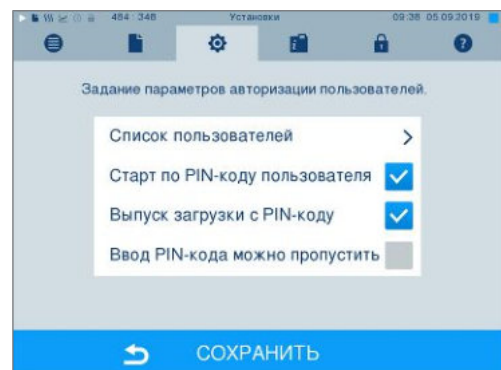 484 : 348 Установки 09:38 05.09.2019
Задание параметров авторизации пользователей.
Список пользователей
Старт по PIN-коду пользователя
Выпуск загрузки с PIN-коду
Ввод PIN-кода можно пропустить
СОХРАНИТЬ